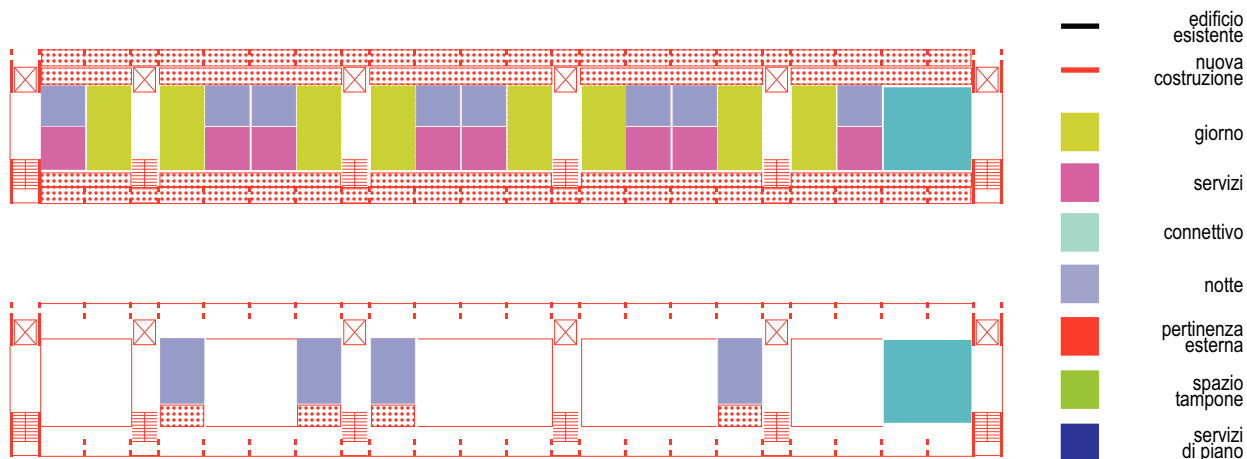 edificio
esistente
nuova
costruzione
giorno
servizi
connettivo
notte
pertinenza
esterna
spazio
tampone
servizi
di piano